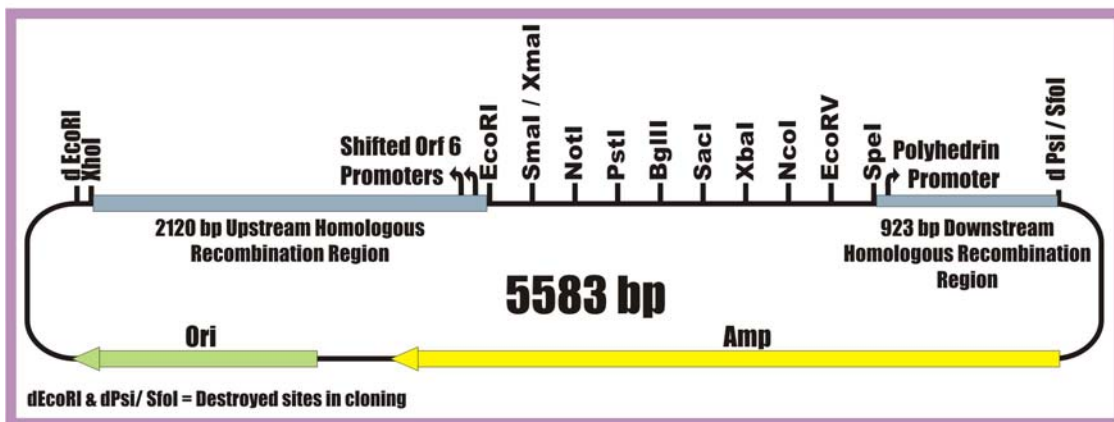 d EcoRI
XhoI
Shifted Orf 6
Promoters
EcoRI
SmaI / XmaI
NotI
PstI
BglII
SacI
XbaI
NcoI
EcoRV
SpeI
Polyhedrin
Promoter
d Psi / SfoI
2120 bp Upstream Homologous
Recombination Region
923 bp Downstream
Homologous Recombination
Region
5583 bp
Ori
Amp
dEcoRI & dPsi/ SfoI = Destroyed sites in cloning